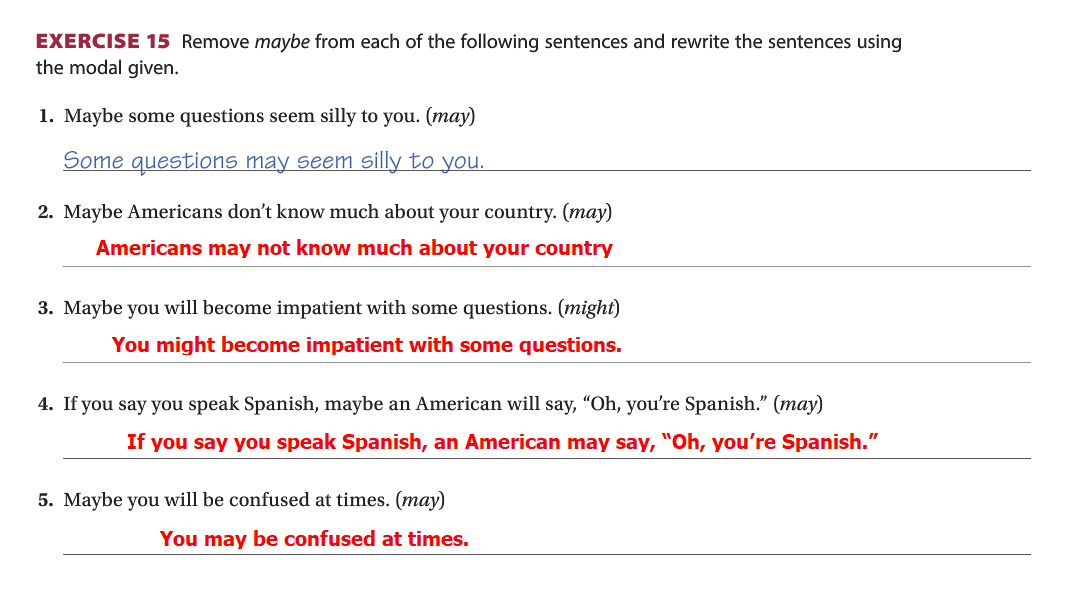 EXERCISE 15 Remove maybe from each of the following sentences and rewrite the sentences using
the modal given.
1. Maybe some questions seem silly to you. (may)
Some questions may seem silly to you.
2. Maybe Americans don’t know much about your country. (may)
Americans may not know much about your country
3. Maybe you will become impatient with some questions. (might)
You might become impatient with some questions.
4. If you say you speak Spanish, maybe an American will say, “Oh, you’re Spanish.” (may)
If you say you speak Spanish, an American may say, “Oh, you’re Spanish.”
5. Maybe you will be confused at times. (may)
You may be confused at times.